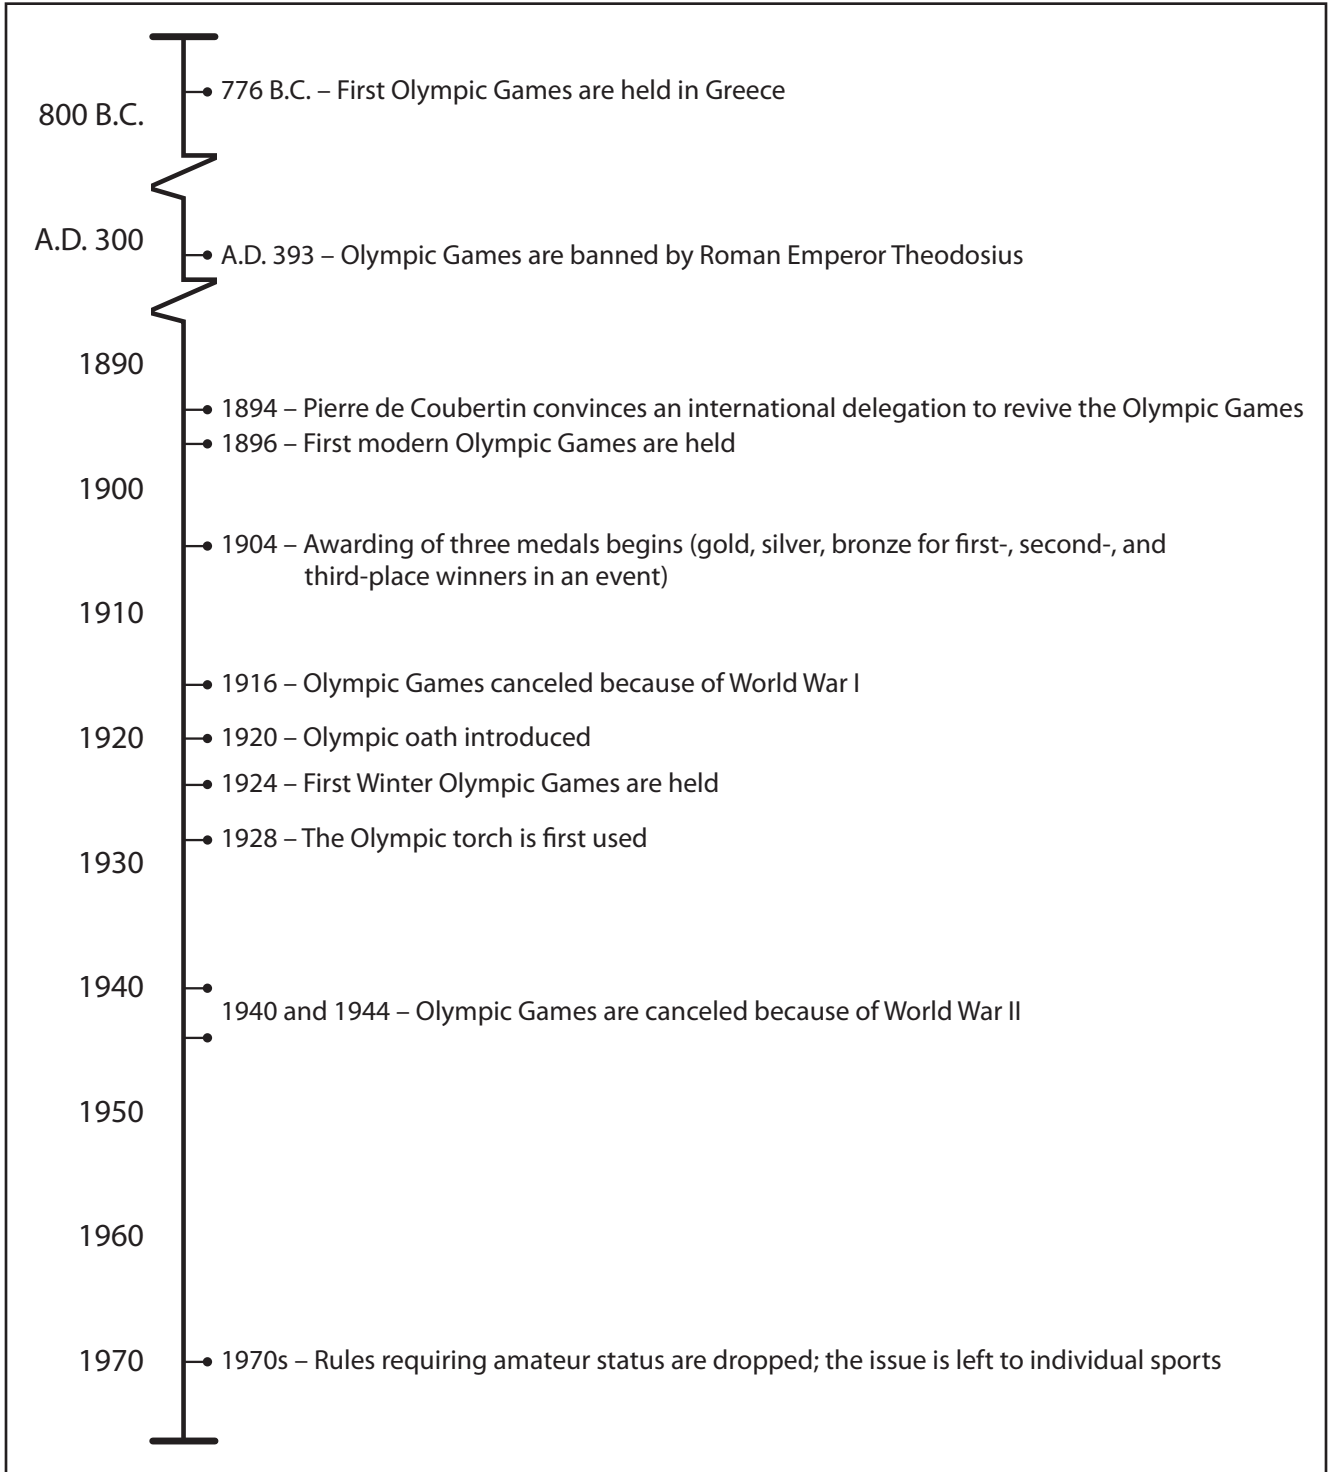 776 B.C. – First Olympic Games are held in Greece
800 B.C.
A.D. 300
A.D. 393 – Olympic Games are banned by Roman Emperor Theodosius
1890
1894 – Pierre de Coubertin convinces an international delegation to revive the Olympic Games
1896 – First modern Olympic Games are held
1900
1904 – Awarding of three medals begins (gold, silver, bronze for first-, second-, and
third-place winners in an event)
1910
1916 – Olympic Games canceled because of World War I
1920
1920 – Olympic oath introduced
1924 – First Winter Olympic Games are held
1928 – The Olympic torch is first used
1930
1940
1940 and 1944 – Olympic Games are canceled because of World War II
1950
1960
1970
1970s – Rules requiring amateur status are dropped; the issue is left to individual sports